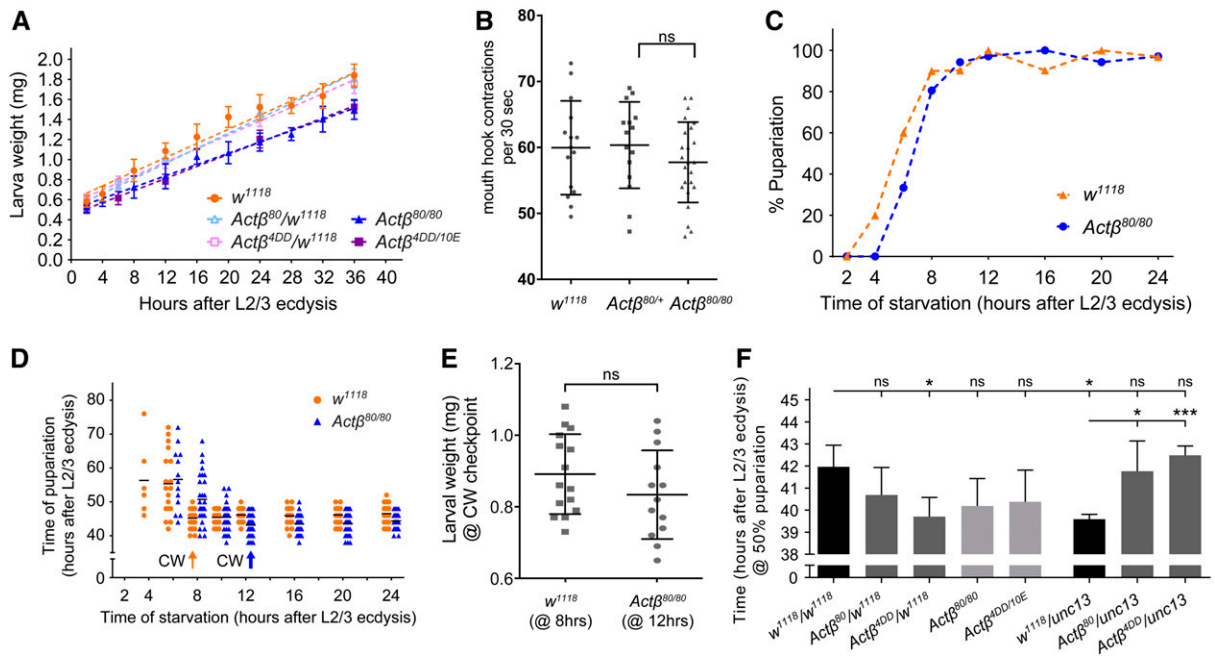 A
Larva weight (mg)
2.0
1.8
1.6
1.4
1.2
1.0
0.8
0.6
0.4
0.2
0.0
0 4 8 12 16 20 24 28 32 36 40
Hours after L2/3 ecdysis
w1118
Actβ80/w1118
Actβ4DD/w1118
Actβ80/80
Actβ4DD/10E
B
mouth hook contractions
per 30 sec
80
70
60
50
40
ns
w1118 Actβ80/+ Actβ80/80
C
% Pupariation
100
80
60
40
20
0
2 4 6 8 12 16 20 24
Time of starvation (hours after L2/3 ecdysis)
w1118
Actβ80/80
D
Time of pupariation
(hours after L2/3 ecdysis)
80
70
60
50
40
0
w1118
Actβ80/80
CW CW
2 4 8 12 16 20 24
Time of starvation (hours after L2/3 ecdysis)
E
Larval weight (mg)
@ CW checkpoint
1.2
1.0
0.8
0.6
ns
w1118 Actβ80/80
(@ 8hrs) (@ 12hrs)
F
Time (hours after L2/3 ecdysis)
@ 50% pupariation
45
44
43
42
41
40
39
38
0
ns * ns ns * ns ns
* ***
w1118/w1118
Actβ80/w1118
Actβ4DD/w1118
Actβ80/80
Actβ4DD/10E
w1118/unc13
Actβ80/unc13
Actβ4DD/unc13